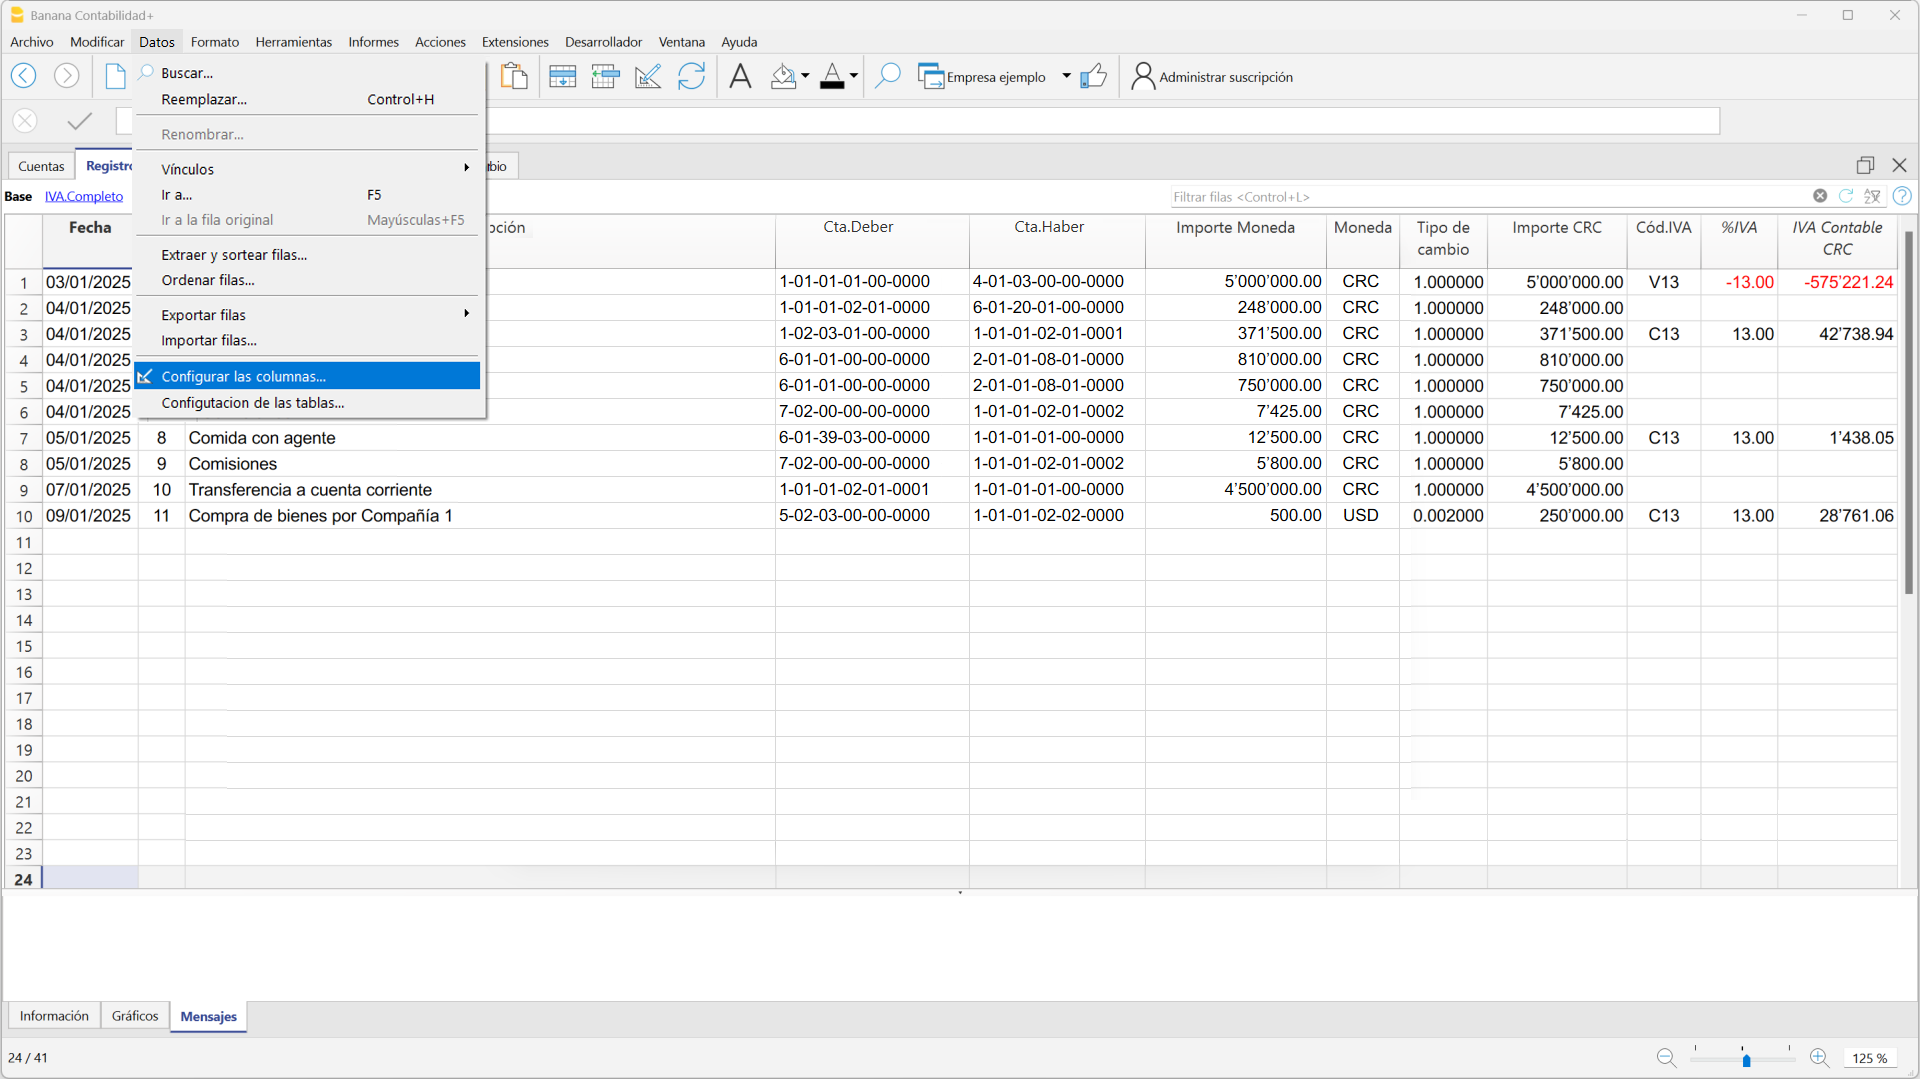 Banana Contabilidad+
Archivo Modificar Datos Formato Herramientas Informes Acciones Extensiones Desarrollador Ventana Ayuda
Empresa ejemplo Administrar suscripción
Buscar...
Reemplazar... Control+H
Renombrar...
Vínculos
Ir a... F5
Ir a la fila original Mayúsculas+F5
Extraer y sortear filas...
Ordenar filas...
Exportar filas
Importar filas...
Configurar las columnas...
Configutacion de las tablas...
Cuentas Registro bio
Base IVA.Completo Filtrar filas <Control+L>
Fecha pción Cta.Deber Cta.Haber Importe Moneda Moneda Tipo de cambio Importe CRC Cód.IVA %IVA IVA Contable CRC
1 03/01/2025 1-01-01-01-00-0000 4-01-03-00-00-0000 5'000'000.00 CRC 1.000000 5'000'000.00 V13 -13.00 -575'221.24
2 04/01/2025 1-01-01-02-01-0000 6-01-20-01-00-0000 248'000.00 CRC 1.000000 248'000.00
3 04/01/2025 1-02-03-01-00-0000 1-01-01-02-01-0001 371'500.00 CRC 1.000000 371'500.00 C13 13.00 42'738.94
4 04/01/2025 6-01-01-00-00-0000 2-01-01-08-01-0000 810'000.00 CRC 1.000000 810'000.00
5 04/01/2025 6-01-01-00-00-0000 2-01-01-08-01-0000 750'000.00 CRC 1.000000 750'000.00
6 04/01/2025 7-02-00-00-00-0000 1-01-01-02-01-0002 7'425.00 CRC 1.000000 7'425.00
7 05/01/2025 8 Comida con agente 6-01-39-03-00-0000 1-01-01-01-00-0000 12'500.00 CRC 1.000000 12'500.00 C13 13.00 1'438.05
8 05/01/2025 9 Comisiones 7-02-00-00-00-0000 1-01-01-02-01-0002 5'800.00 CRC 1.000000 5'800.00
9 07/01/2025 10 Transferencia a cuenta corriente 1-01-01-02-01-0001 1-01-01-01-00-0000 4'500'000.00 CRC 1.000000 4'500'000.00
10 09/01/2025 11 Compra de bienes por Compañía 1 5-02-03-00-00-0000 1-01-01-02-02-0000 500.00 USD 0.002000 250'000.00 C13 13.00 28'761.06
11
12
13
14
15
16
17
18
19
20
21
22
23
24
Información Gráficos Mensajes
24 / 41 125 %